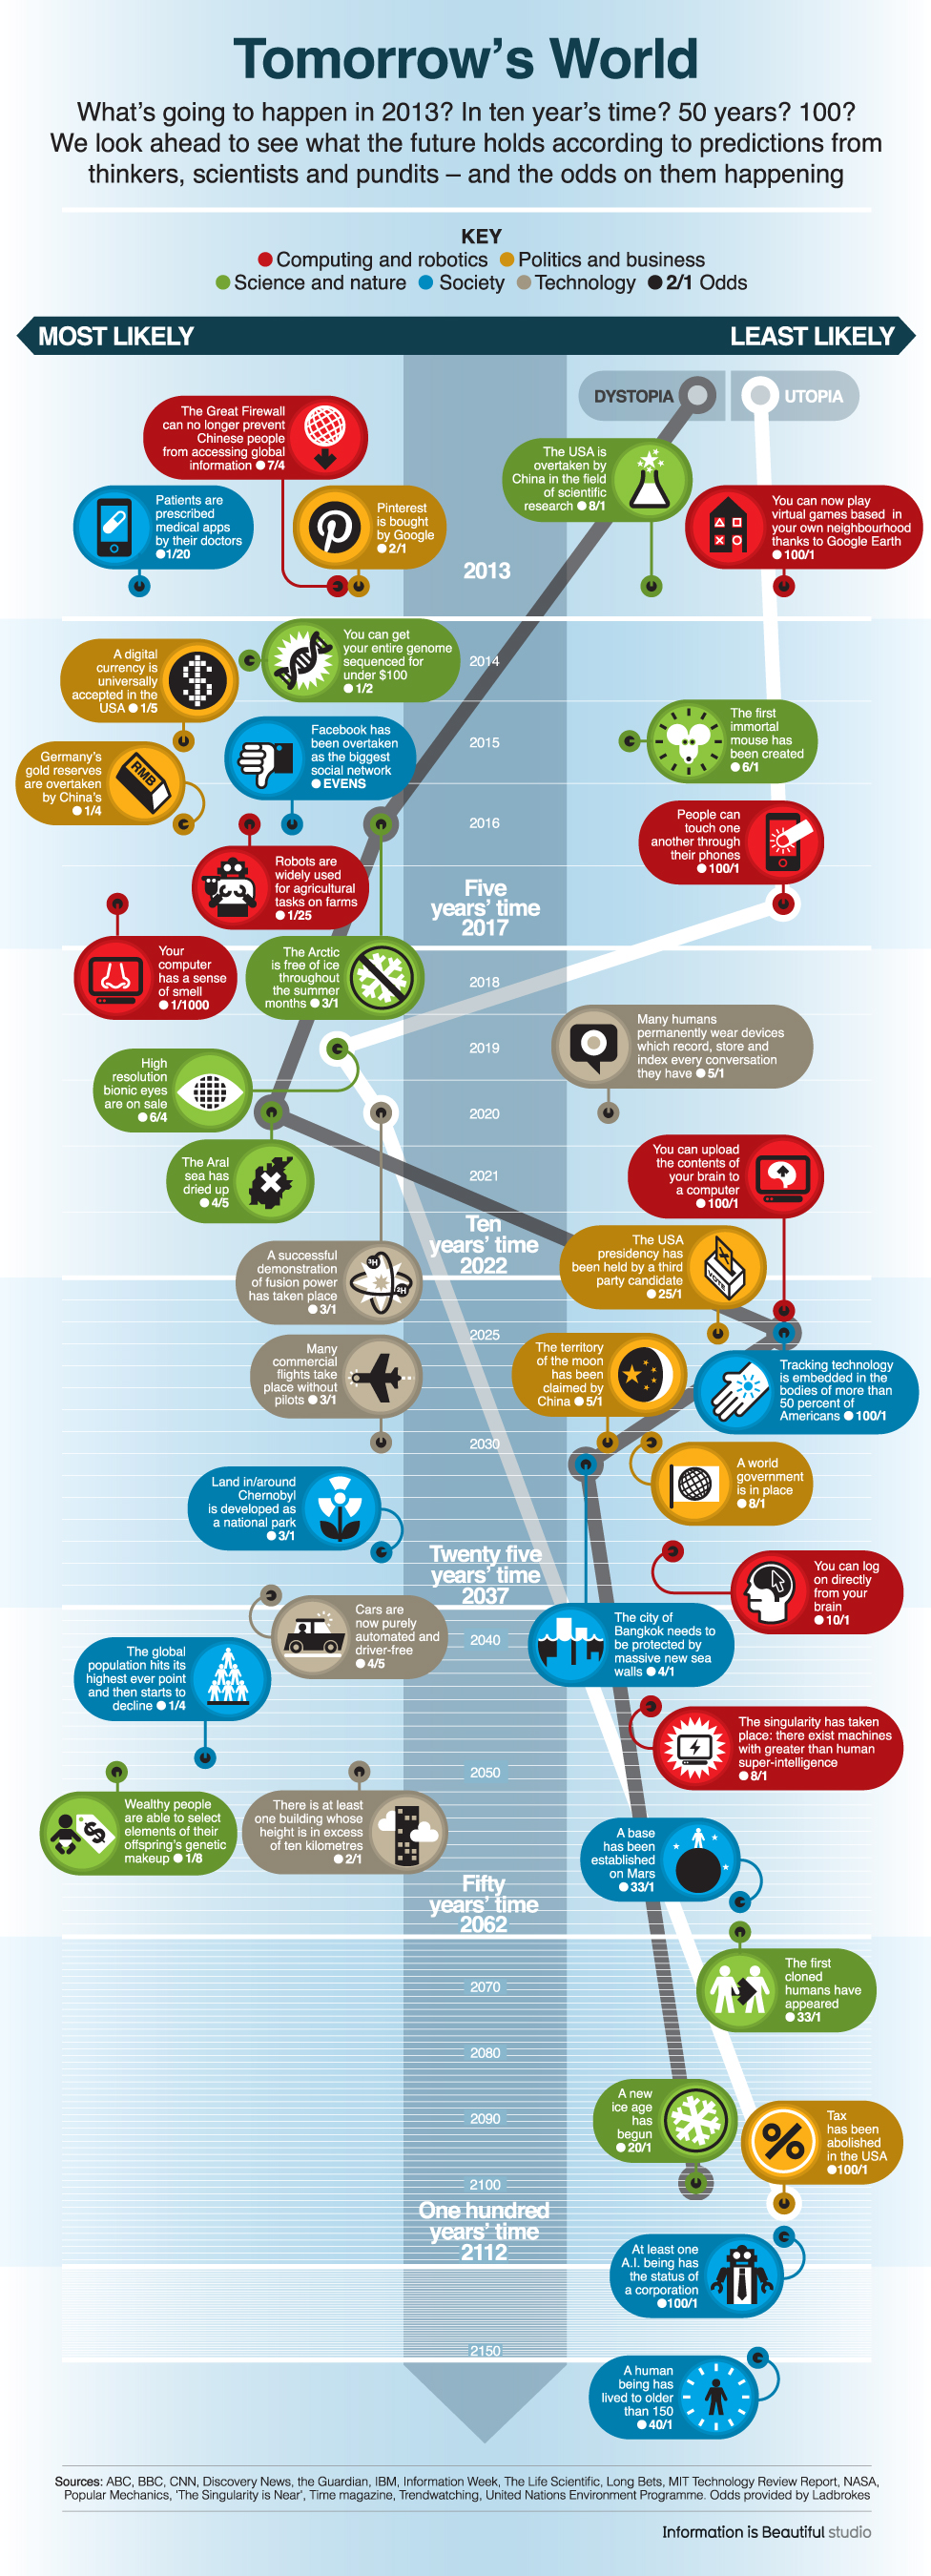 Tomorrow's World
What's going to happen in 2013? In ten year's time? 50 years? 100?
We look ahead to see what the future holds according to predictions from
thinkers, scientists and pundits – and the odds on them happening
KEY
Computing and robotics Politics and business
Science and nature Society Technology 2/1 Odds
MOST LIKELY
LEAST LIKELY
DYSTOPIA
UTOPIA
The Great Firewall
can no longer prevent
Chinese people
from accessing global
information 7/4
The USA is
overtaken by
China in the field
of scientific
research 8/1
Patients are
prescribed
medical apps
by their doctors
1/20
Pinterest
is bought
by Google
2/1
You can now play
virtual games based in
your own neighbourhood
thanks to Google Earth
100/1
2013
A digital
currency is
universally
accepted in the
USA 1/5
You can get
your entire genome
sequenced for
under $100
1/2
2014
Germany's
gold reserves
are overtaken
by China's
1/4
RMB
Facebook has
been overtaken
as the biggest
social network
EVENS
2015
The first
immortal
mouse has
been created
6/1
2016
People can
touch one
another through
their phones
100/1
Robots are
widely used
for agricultural
tasks on farms
1/25
Five
years' time
2017
Your
computer
has a sense
of smell
1/1000
The Arctic
is free of ice
throughout
the summer
months 3/1
2018
Many humans
permanently wear devices
which record, store and
index every conversation
they have 5/1
2019
High
resolution
bionic eyes
are on sale
6/4
2020
The Aral
sea has
dried up
4/5
2021
You can upload
the contents of
your brain to
a computer
100/1
Ten
years' time
2022
A successful
demonstration
of fusion power
has taken place
3/1
²H
³H
The USA
presidency has
been held by a third
party candidate
25/1
VOTE
2025
Many
commercial
flights take
place without
pilots 3/1
The territory
of the moon
has been
claimed by
China 5/1
Tracking technology
is embedded in the
bodies of more than
50 percent of
Americans 100/1
2030
Land in/around
Chernobyl
is developed as
a national park
3/1
A world
government
is in place
8/1
Twenty five
years' time
2037
You can log
on directly
from your
brain
10/1
Cars are
now purely
automated and
driver-free
4/5
2040
The city of
Bangkok needs to
be protected by
massive new sea
walls 4/1
The global
population hits its
highest ever point
and then starts to
decline 1/4
The singularity has taken
place: there exist machines
with greater than human
super-intelligence
8/1
2050
Wealthy people
are able to select
elements of their
offspring's genetic
makeup 1/8
There is at least
one building whose
height is in excess
of ten kilometres
2/1
A base
has been
established
on Mars
33/1
Fifty
years' time
2062
The first
cloned
humans have
appeared
33/1
2070
2080
2090
A new
ice age
has
begun
20/1
%
Tax
has been
abolished
in the USA
100/1
2100
One hundred
years' time
2112
At least one
A.I. being has
the status of
a corporation
100/1
2150
A human
being has
lived to older
than 150
40/1
Sources: ABC, BBC, CNN, Discovery News, the Guardian, IBM, Information Week, The Life Scientific, Long Bets, MIT Technology Review Report, NASA,
Popular Mechanics, 'The Singularity is Near', Time magazine, Trendwatching, United Nations Environment Programme. Odds provided by Ladbrokes
Information is Beautiful studio